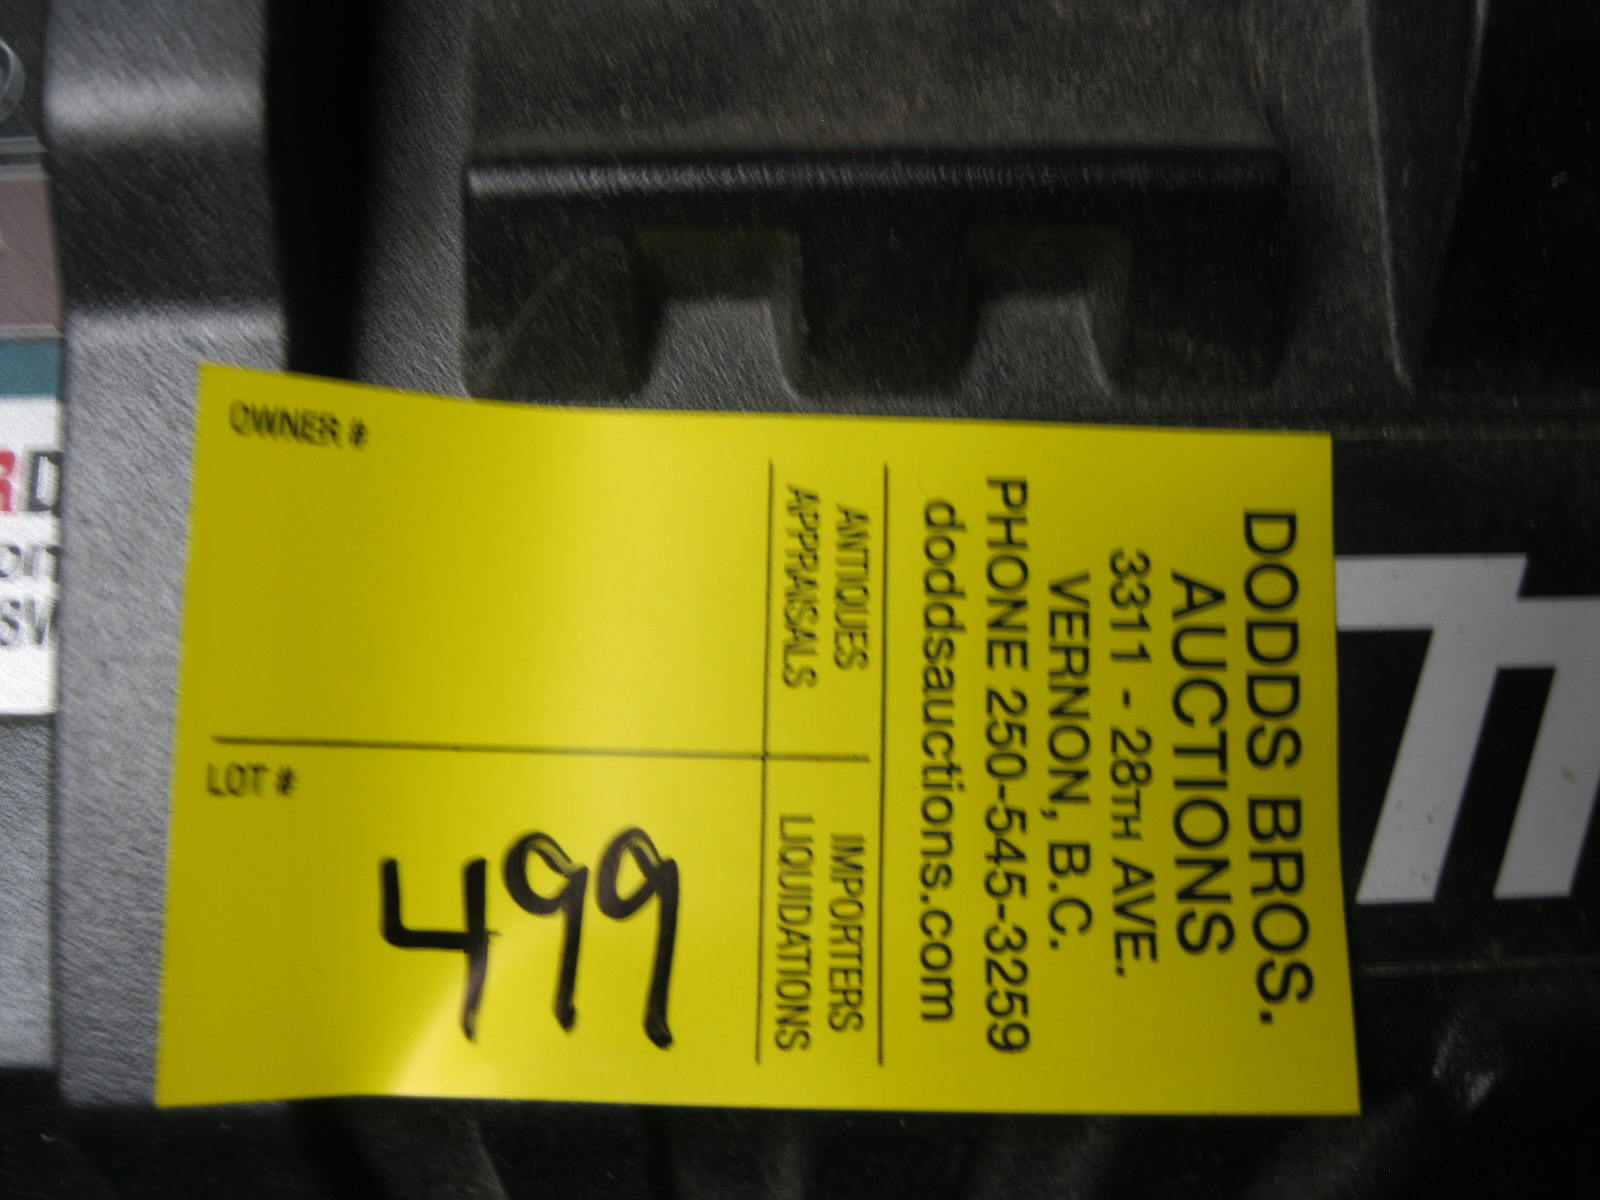 DODDS BROS.
AUCTIONS
3311 - 28TH AVE.
VERNON, B.C.
PHONE 250-545-3259
doddsauctions.com
ANTIQUES
APPRAISALS
IMPORTERS
LIQUIDATIONS
OWNER #
LOT #
499